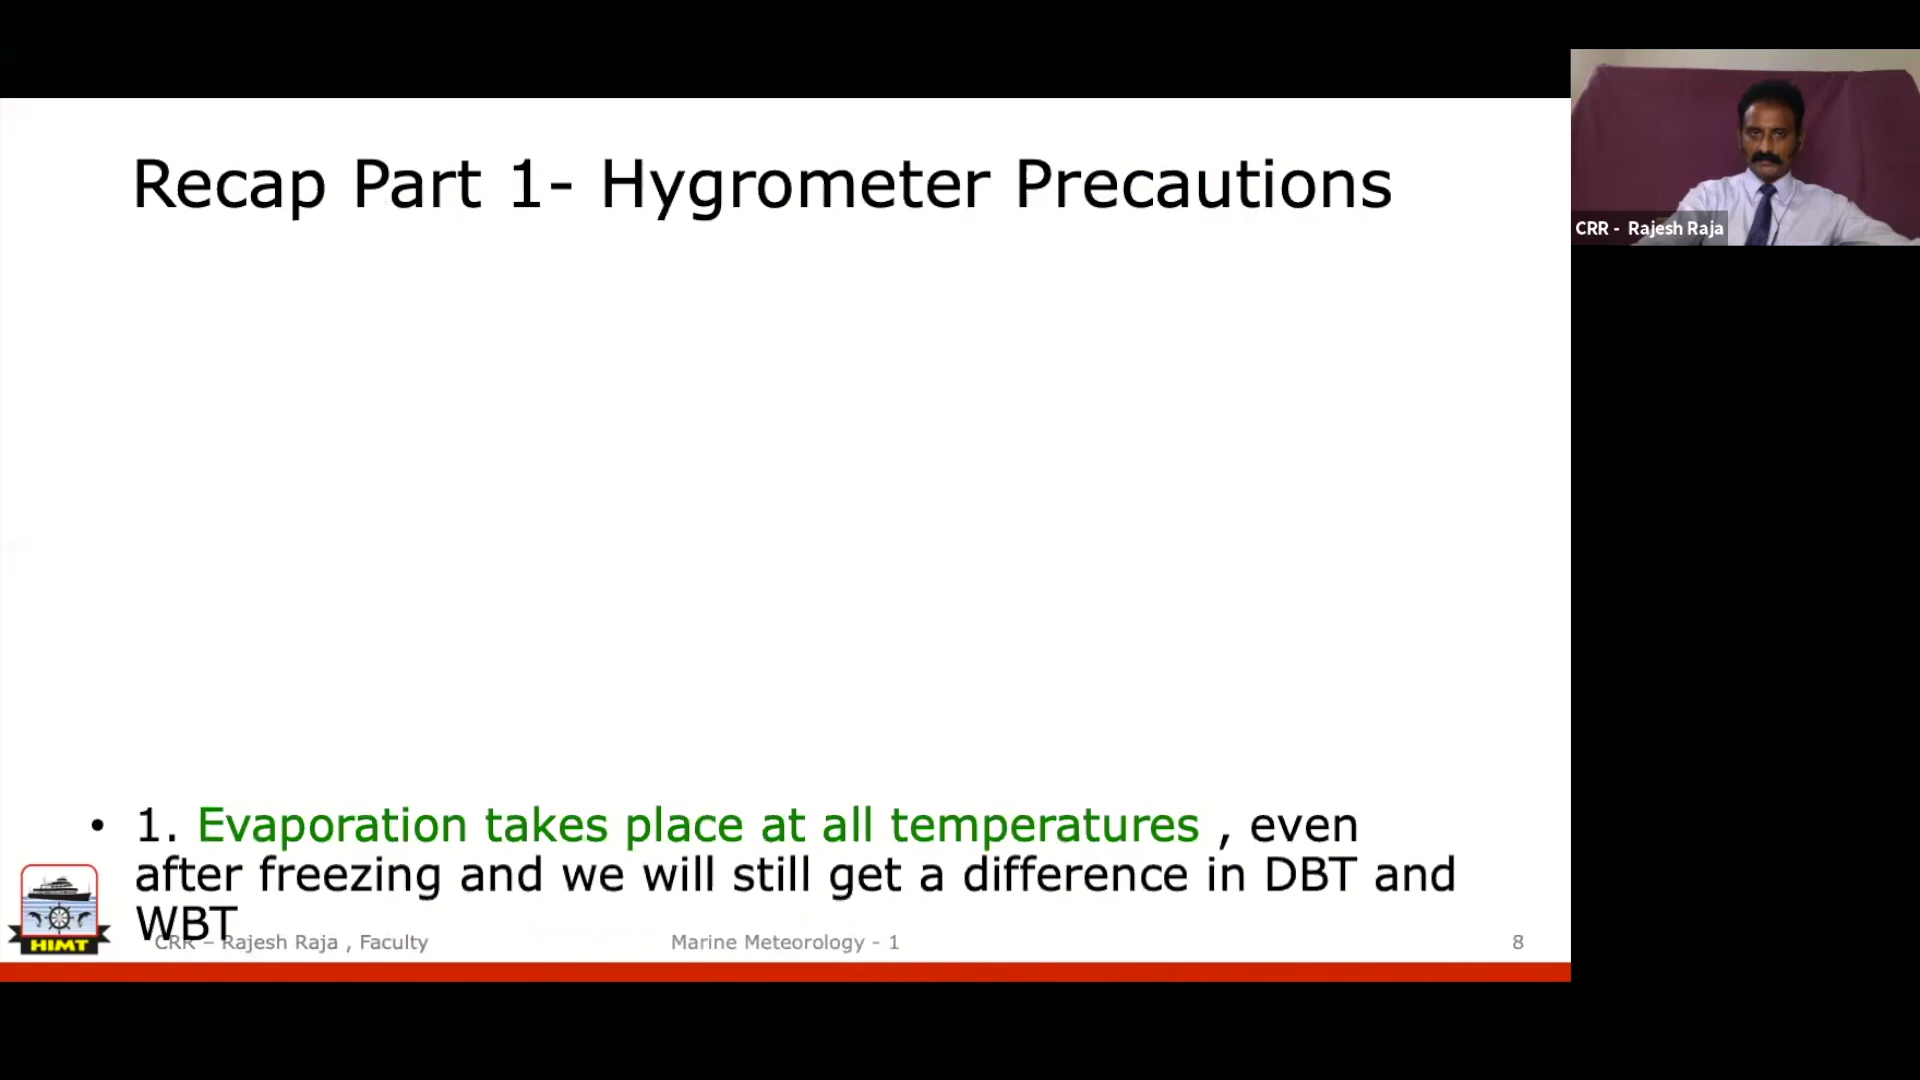 Recap Part 1- Hygrometer Precautions
CRR - Rajesh Raja
• 1. Evaporation takes place at all temperatures , even
after freezing and we will still get a difference in DBT and
WBT
HIMT
CRR – Rajesh Raja , Faculty
Marine Meteorology - 1
8